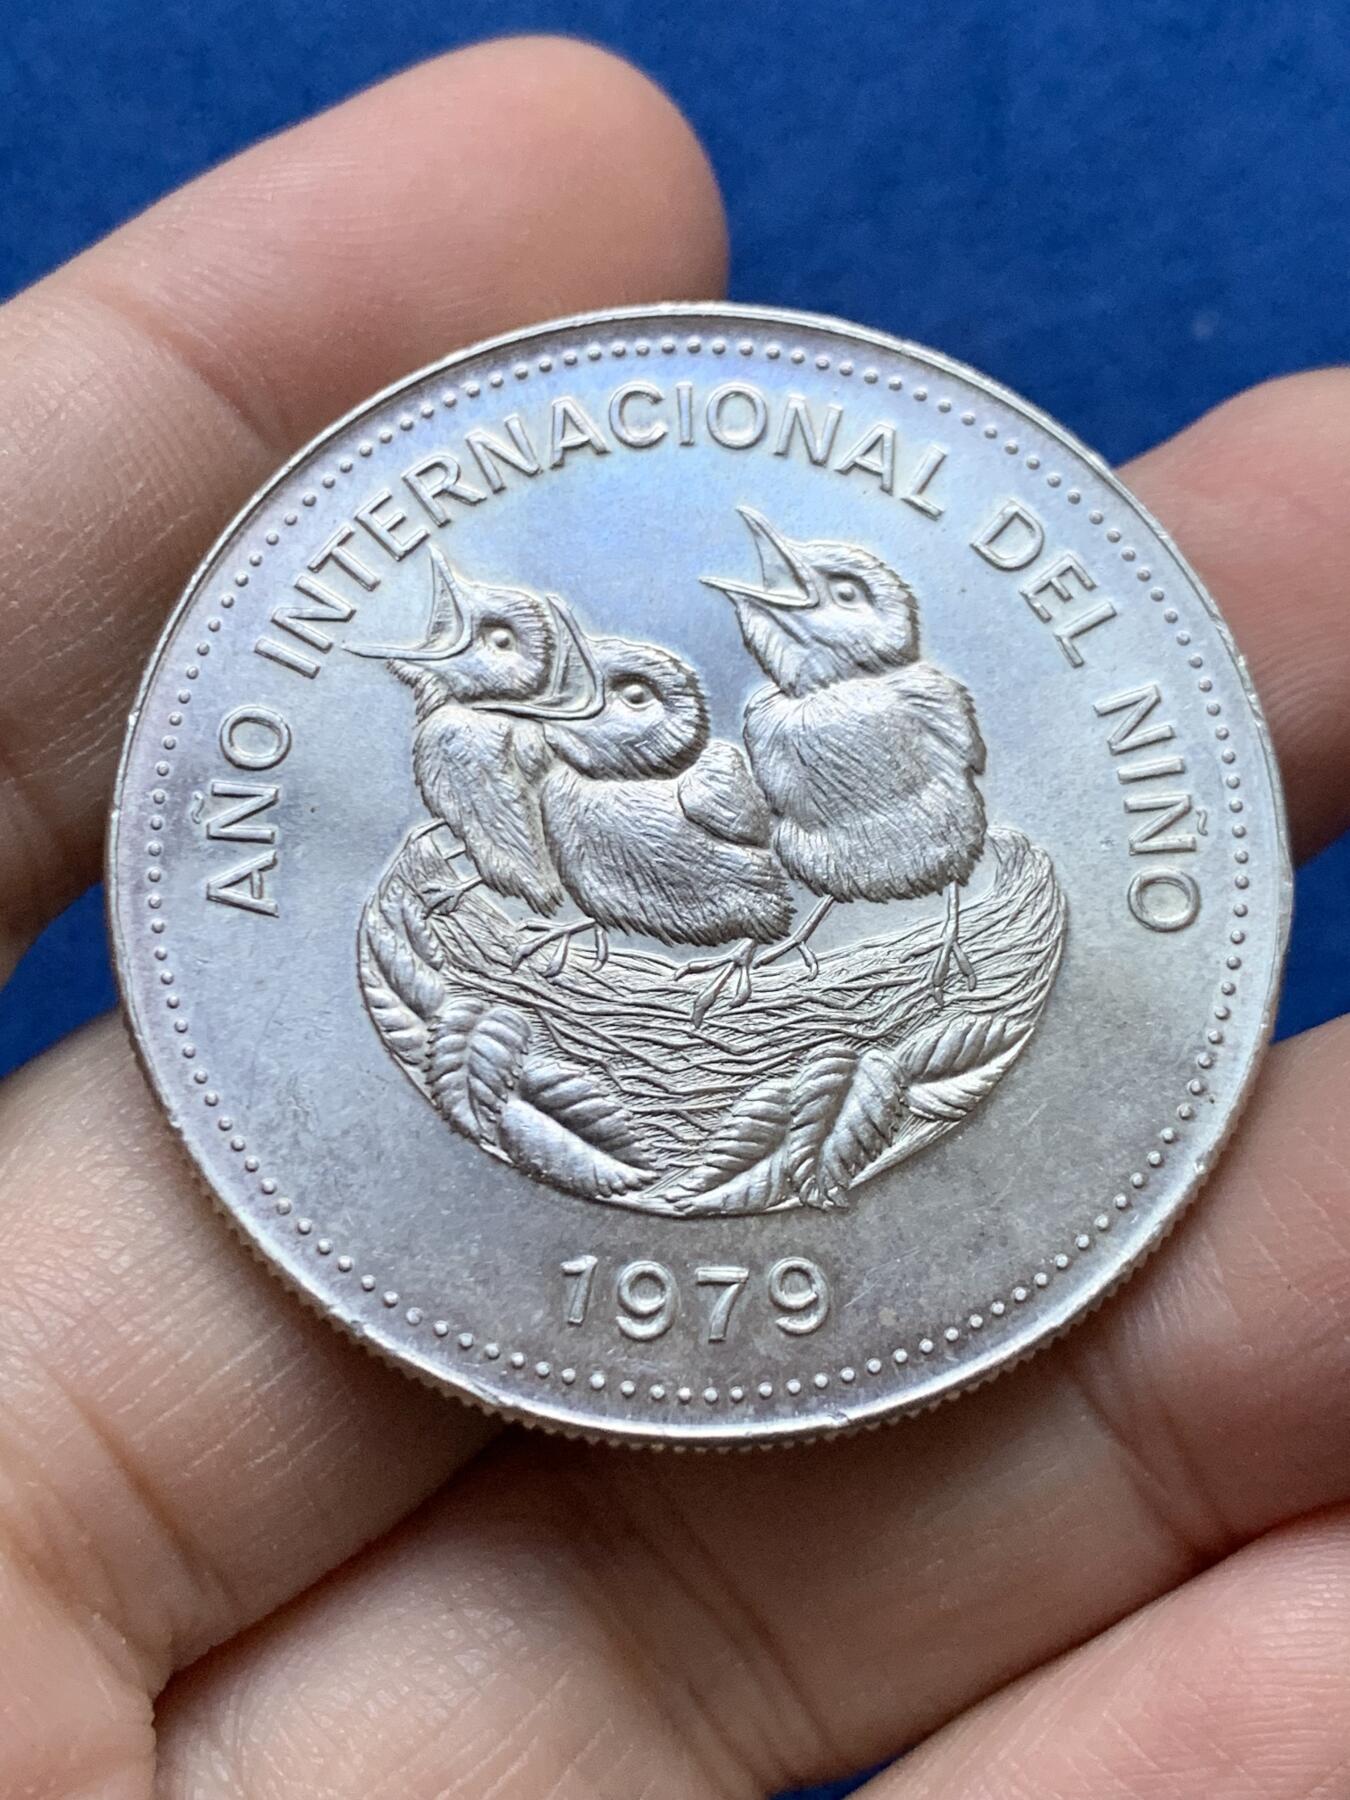 AÑO INTERNACIONAL DEL NIÑO
1979